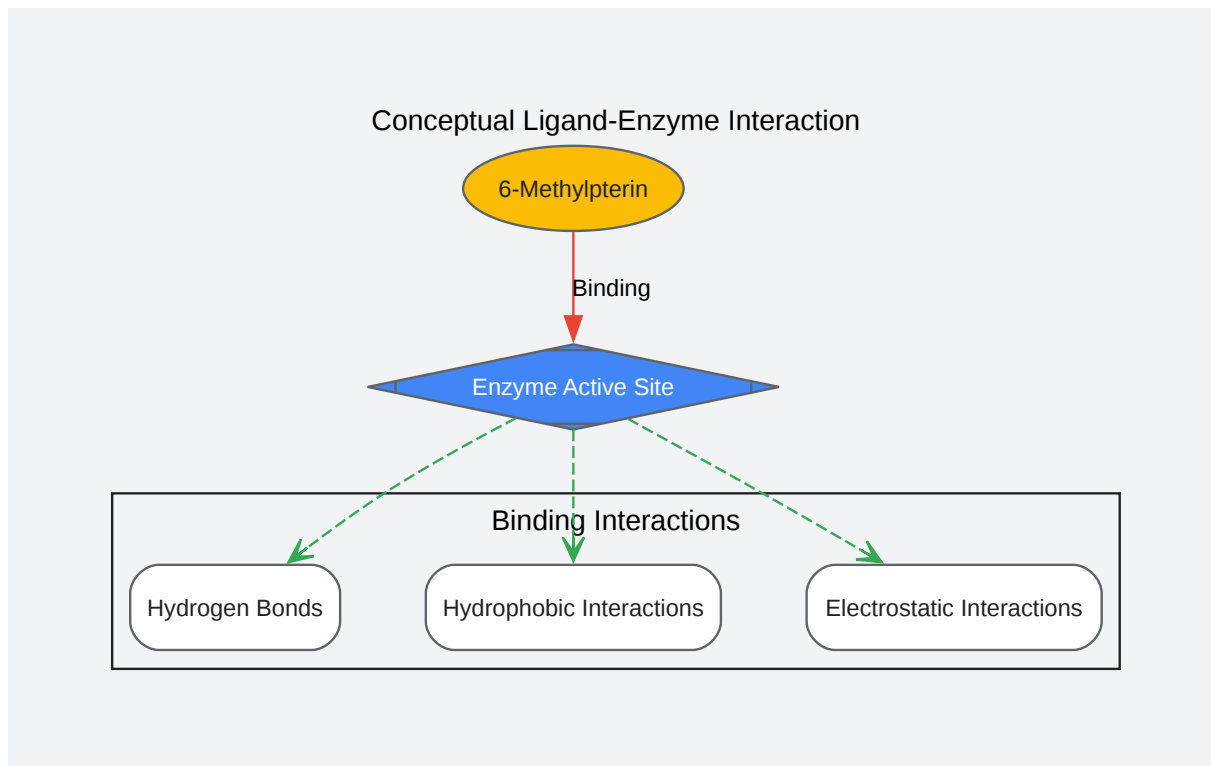 Conceptual Ligand-Enzyme Interaction
6-Methylpterin
Binding
Enzyme Active Site
Binding Interactions
Hydrogen Bonds
Hydrophobic Interactions
Electrostatic Interactions